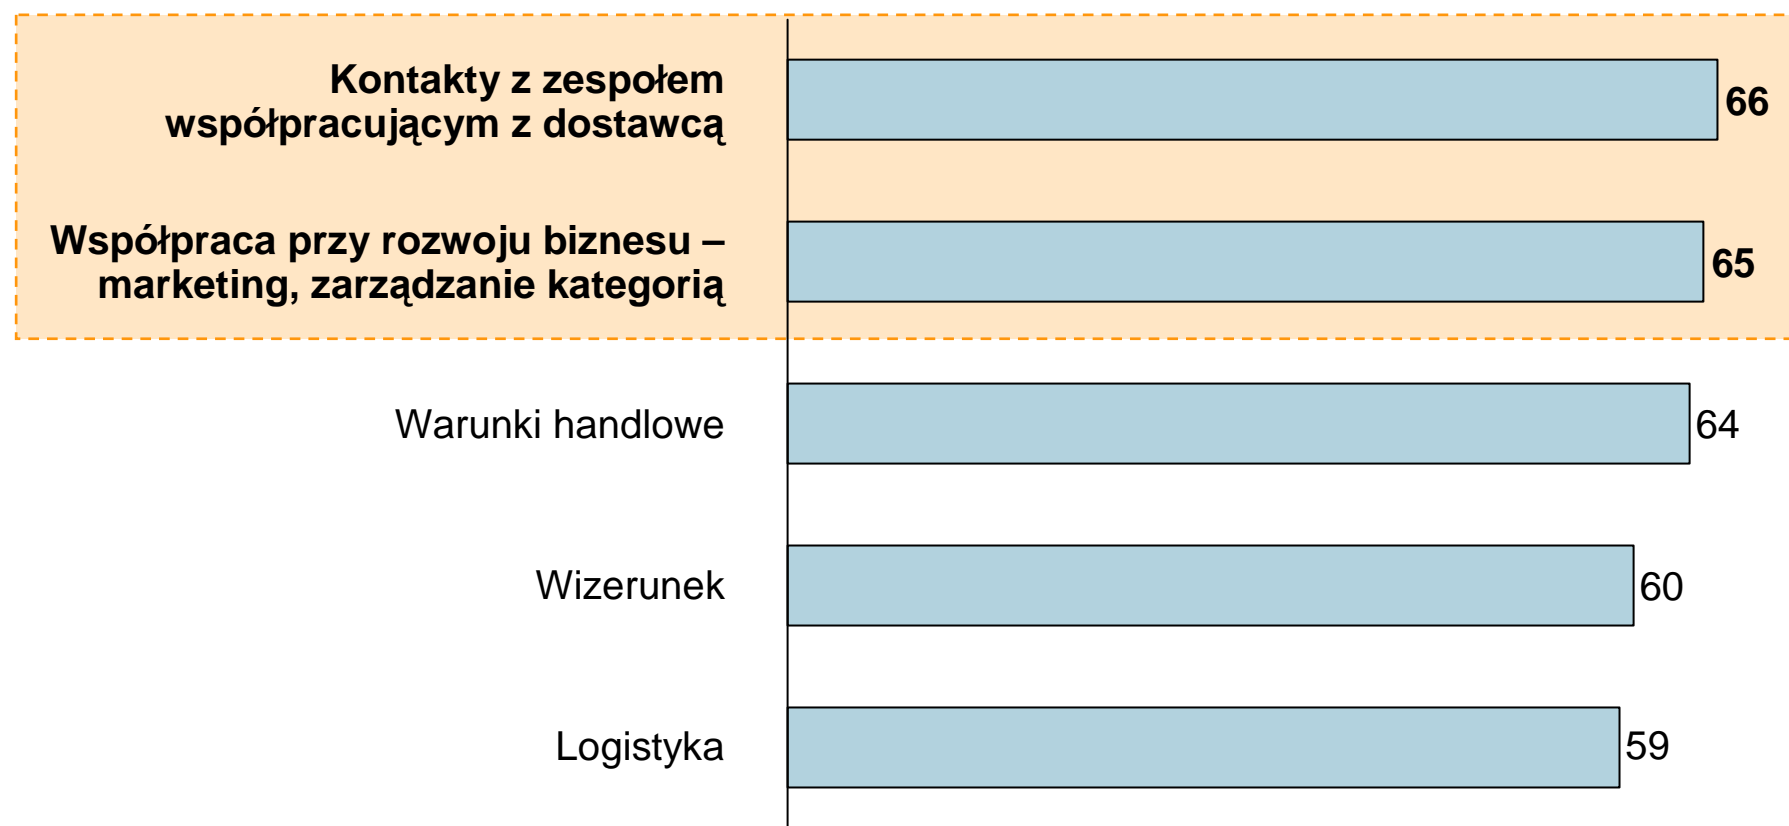 Kontakty z zespołem
współpracującym z dostawcą
66
Współpraca przy rozwoju biznesu –
marketing, zarządzanie kategorią
65
Warunki handlowe
64
Wizerunek
60
Logistyka
59